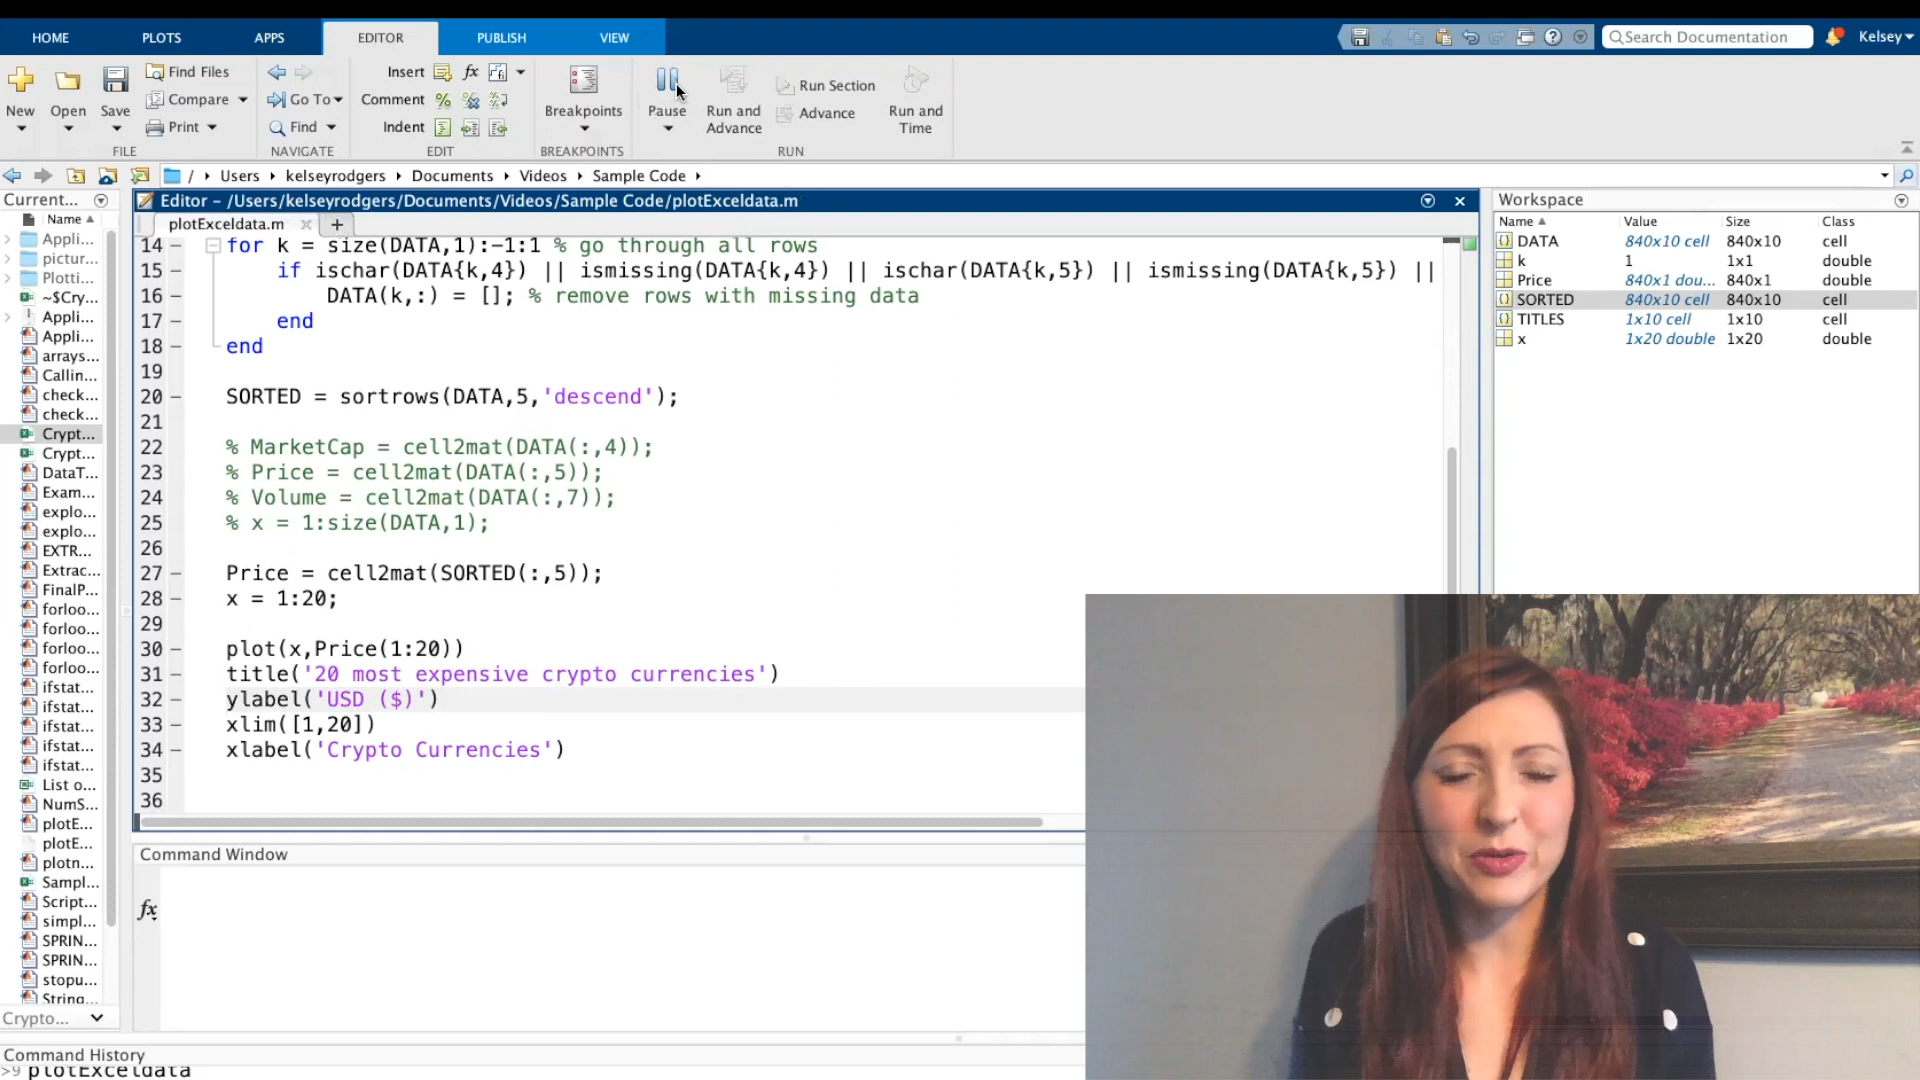 HOME PLOTS APPS EDITOR PUBLISH VIEW Search Documentation Kelsey
New Open Save Find Files Compare Print FILE
Go To Find NAVIGATE
Insert fx Comment Indent EDIT
Breakpoints BREAKPOINTS
Pause Run and Advance Run Section Advance Run and Time RUN
/ Users kelseyrodgers Documents Videos Sample Code
Current...
Name
Appli...
pictur...
Plotti...
~$Cry...
Appli...
Appli...
arrays...
Callin...
check...
check...
Crypt...
Crypt...
DataT...
Exam...
explo...
explo...
EXTR...
Extrac...
FinalP...
forloo...
forloo...
forloo...
forloo...
ifstat...
ifstat...
ifstat...
ifstat...
ifstat...
List o...
NumS...
plotE...
plotE...
plotn...
Sampl...
Script...
simpl...
SPRIN...
SPRIN...
stopu...
String...
Crypto...
Editor – /Users/kelseyrodgers/Documents/Videos/Sample Code/plotExceldata.m
plotExceldata.m
14 – for k = size(DATA,1):-1:1 % go through all rows
15 – if ischar(DATA{k,4}) || ismissing(DATA{k,4}) || ischar(DATA{k,5}) || ismissing(DATA{k,5}) ||
16 – DATA(k,:) = []; % remove rows with missing data
17 – end
18 – end
19
20 – SORTED = sortrows(DATA,5,'descend');
21
22 % MarketCap = cell2mat(DATA(:,4));
23 % Price = cell2mat(DATA(:,5));
24 % Volume = cell2mat(DATA(:,7));
25 % x = 1:size(DATA,1);
26
27 – Price = cell2mat(SORTED(:,5));
28 – x = 1:20;
29
30 – plot(x,Price(1:20))
31 – title('20 most expensive crypto currencies')
32 – ylabel('USD ($)')
33 – xlim([1,20])
34 – xlabel('Crypto Currencies')
35
36
Command Window
fx
Command History
plotExceldata
Workspace
Name Value Size Class
DATA 840x10 cell 840x10 cell
k 1 1x1 double
Price 840x1 dou... 840x1 double
SORTED 840x10 cell 840x10 cell
TITLES 1x10 cell 1x10 cell
x 1x20 double 1x20 double